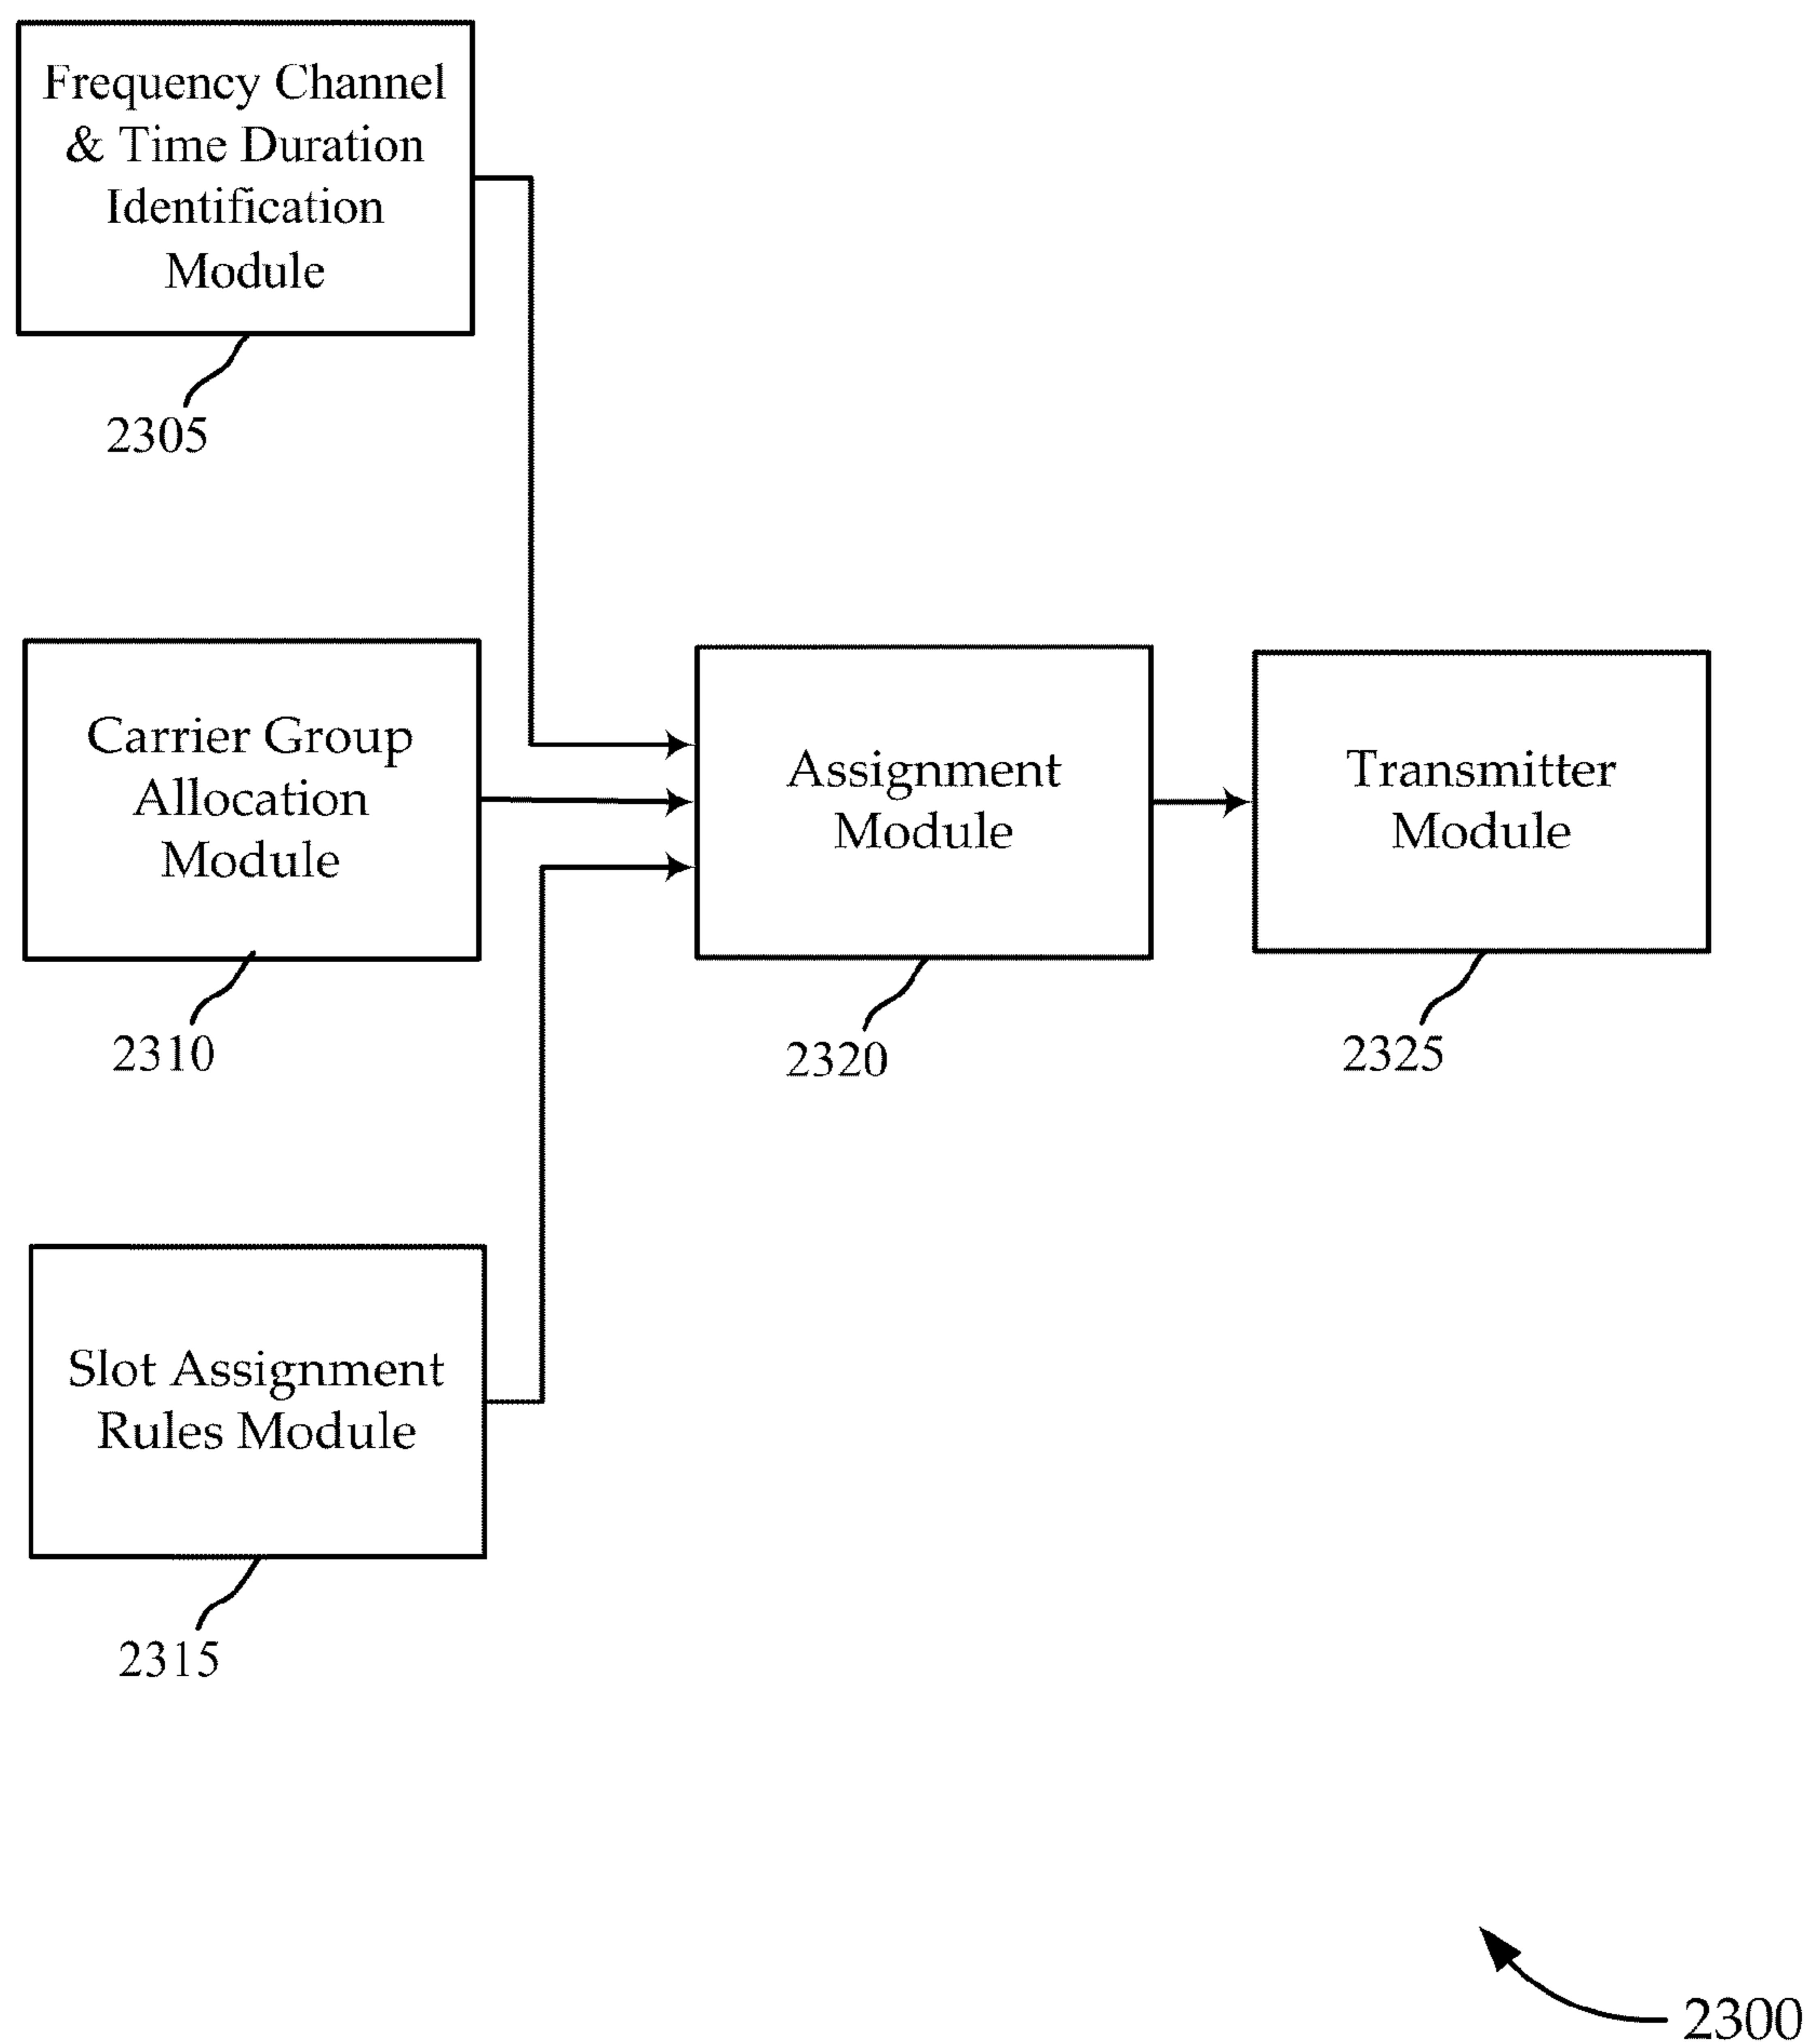 Frequency Channel
& Time Duration
Identification
Module
2305
Carrier Group
Allocation
Module
2310
Slot Assignment
Rules Module
2315
Assignment
Module
2320
Transmitter
Module
2325
2300